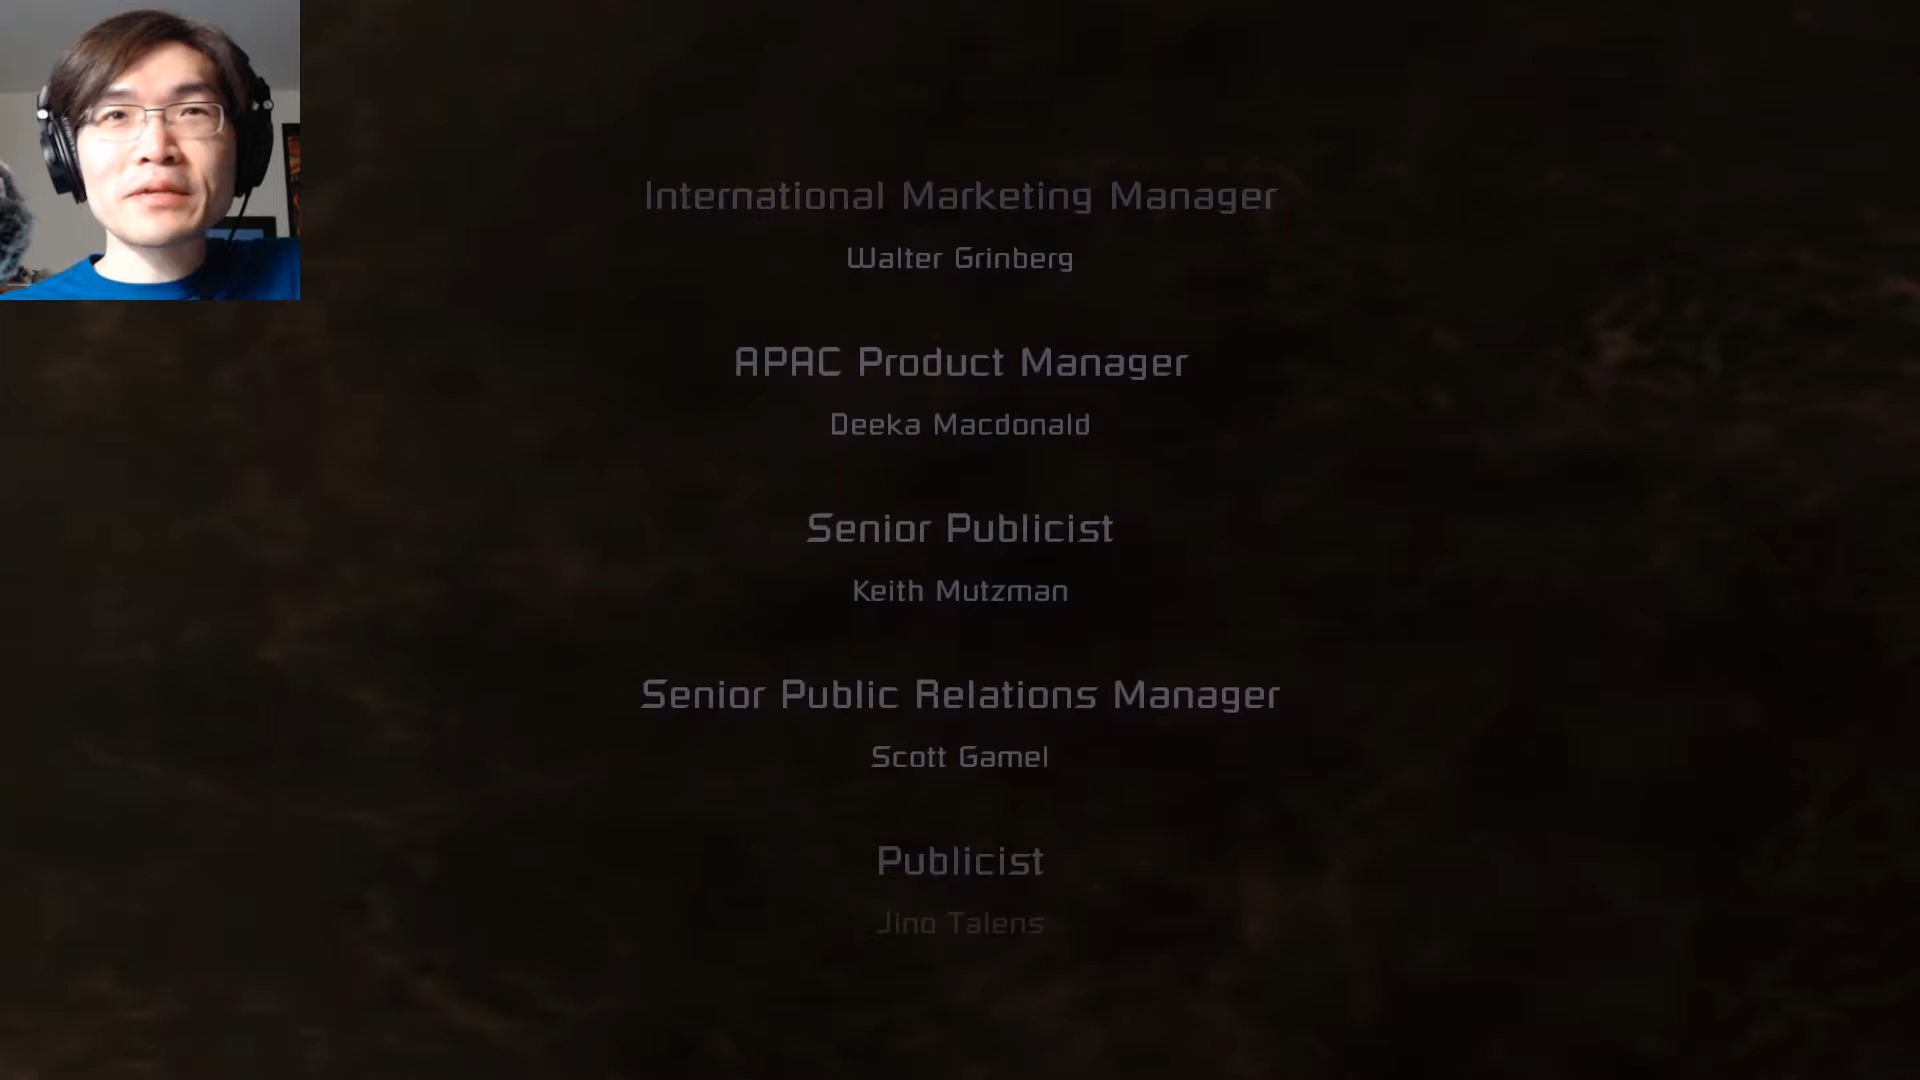 International Marketing Manager
Walter Grinberg
APAC Product Manager
Deeka Macdonald
Senior Publicist
Keith Mutzman
Senior Public Relations Manager
Scott Gamel
Publicist
Jino Talens